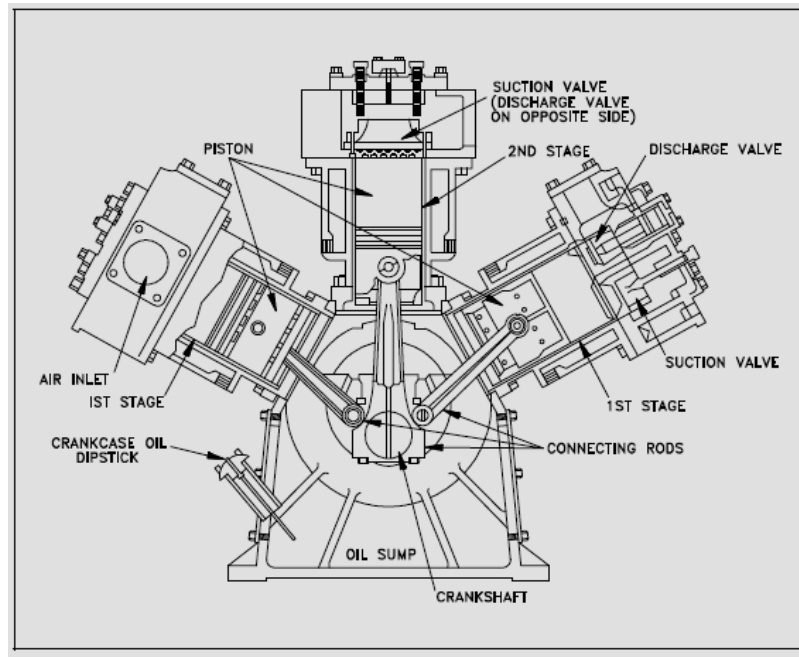 SUCTION VALVE
(DISCHARGE VALVE
ON OPPOSITE SIDE)
PISTON
2ND STAGE
DISCHARGE VALVE
AIR INLET
IST STAGE
SUCTION VALVE
1ST STAGE
CRANKCASE OIL
DIPSTICK
CONNECTING RODS
OIL SUMP
CRANKSHAFT